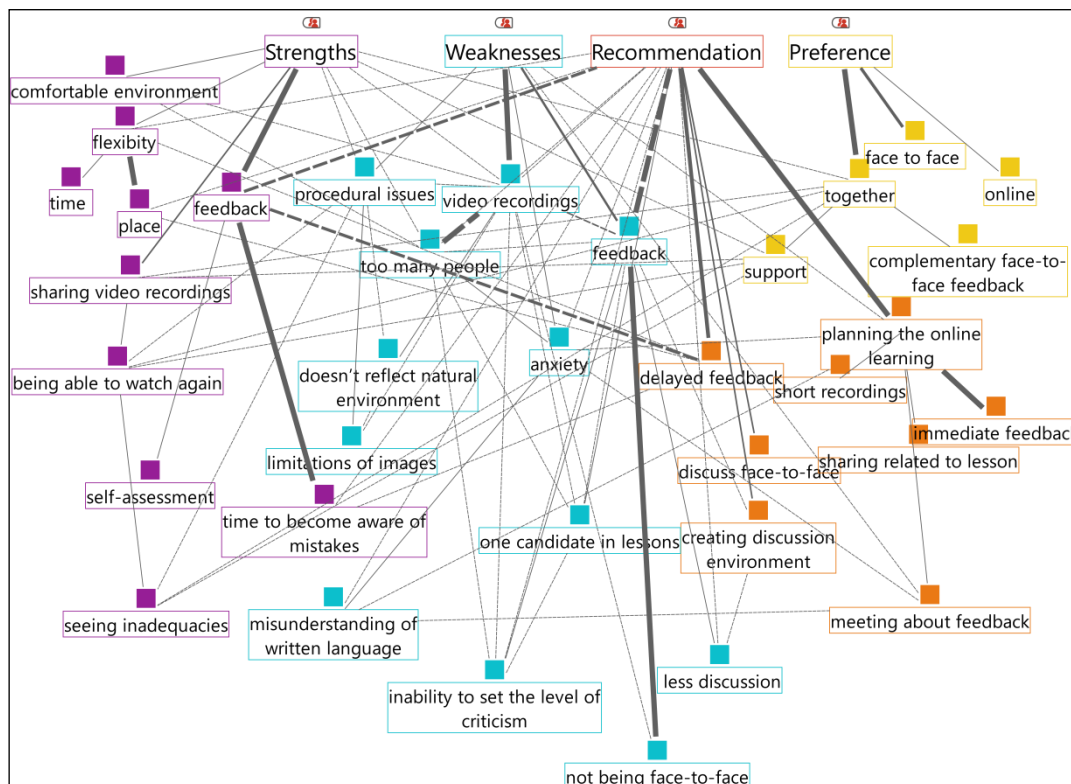 Strengths
Weaknesses
Recommendation
Preference
comfortable environment
flexibity
face to face
time
place
feedback
procedural issues
video recordings
together
online
too many people
feedback
support
complementary face-to-
face feedback
sharing video recordings
planning the online
learning
being able to watch again
doesn't reflect natural
environment
anxiety
delayed feedback
short recordings
immediate feedback
limitations of images
discuss face-to-face
sharing related to lesson
self-assessment
time to become aware of
mistakes
one candidate in lessons
creating discussion
environment
seeing inadequacies
misunderstanding of
written language
meeting about feedback
inability to set the level of
criticism
less discussion
not being face-to-face